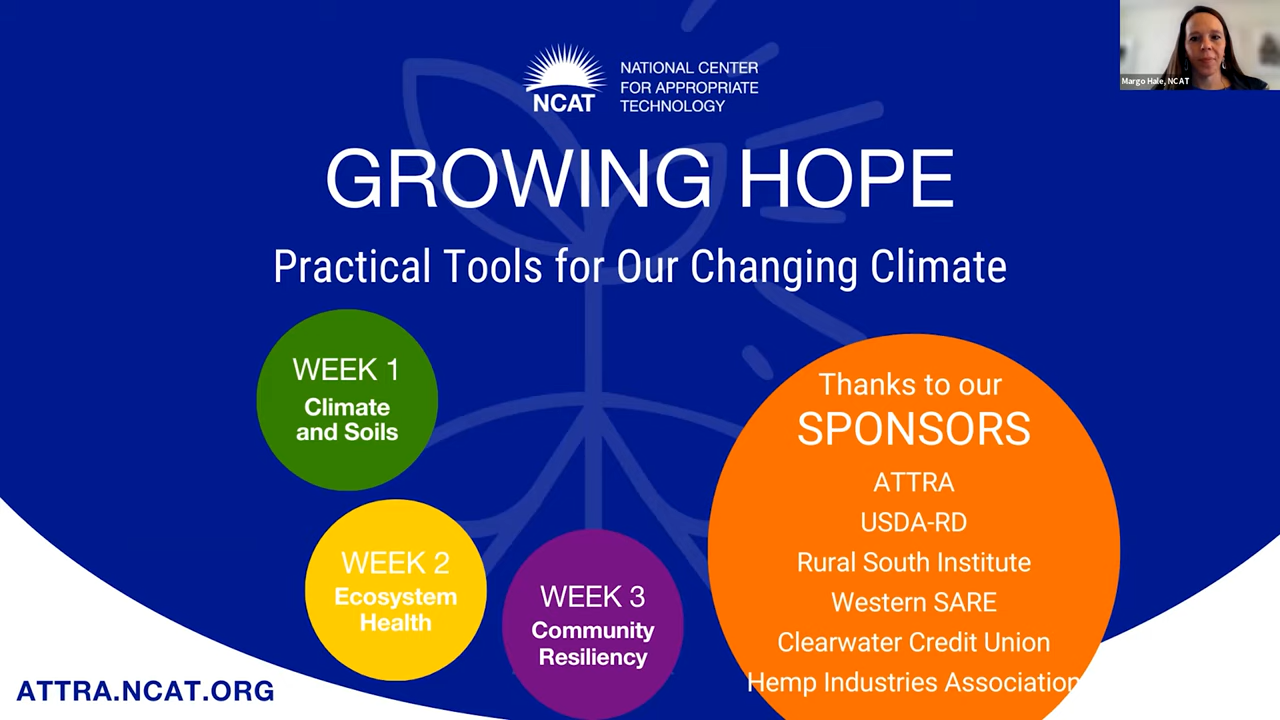 NCAT
NATIONAL CENTER
FOR APPROPRIATE
TECHNOLOGY
Margo Hale, NCAT
GROWING HOPE
Practical Tools for Our Changing Climate
WEEK 1
Climate
and Soils
WEEK 2
Ecosystem
Health
WEEK 3
Community
Resiliency
Thanks to our
SPONSORS
ATTRA
USDA-RD
Rural South Institute
Western SARE
Clearwater Credit Union
Hemp Industries Association
ATTRA.NCAT.ORG